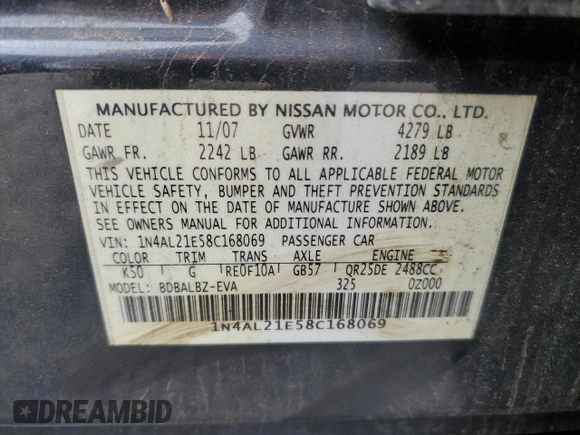 MANUFACTURED BY NISSAN MOTOR CO., LTD.
DATE 11/07 GVWR 4279 LB
GAWR FR. 2242 LB GAWR RR. 2189 LB
THIS VEHICLE CONFORMS TO ALL APPLICABLE FEDERAL MOTOR
VEHICLE SAFETY, BUMPER AND THEFT PREVENTION STANDARDS
IN EFFECT ON THE DATE OF MANUFACTURE SHOWN ABOVE.
SEE OWNERS MANUAL FOR ADDITIONAL INFORMATION.
VIN: 1N4AL21E58C168069 PASSENGER CAR
COLOR TRIM TRANS AXLE ENGINE
K50 G RE0F10A GB57 QR25DE 2488CC
MODEL: BDBALBZ-EVA 325 0Z000
1N4AL21E58C168069
DREAMBID